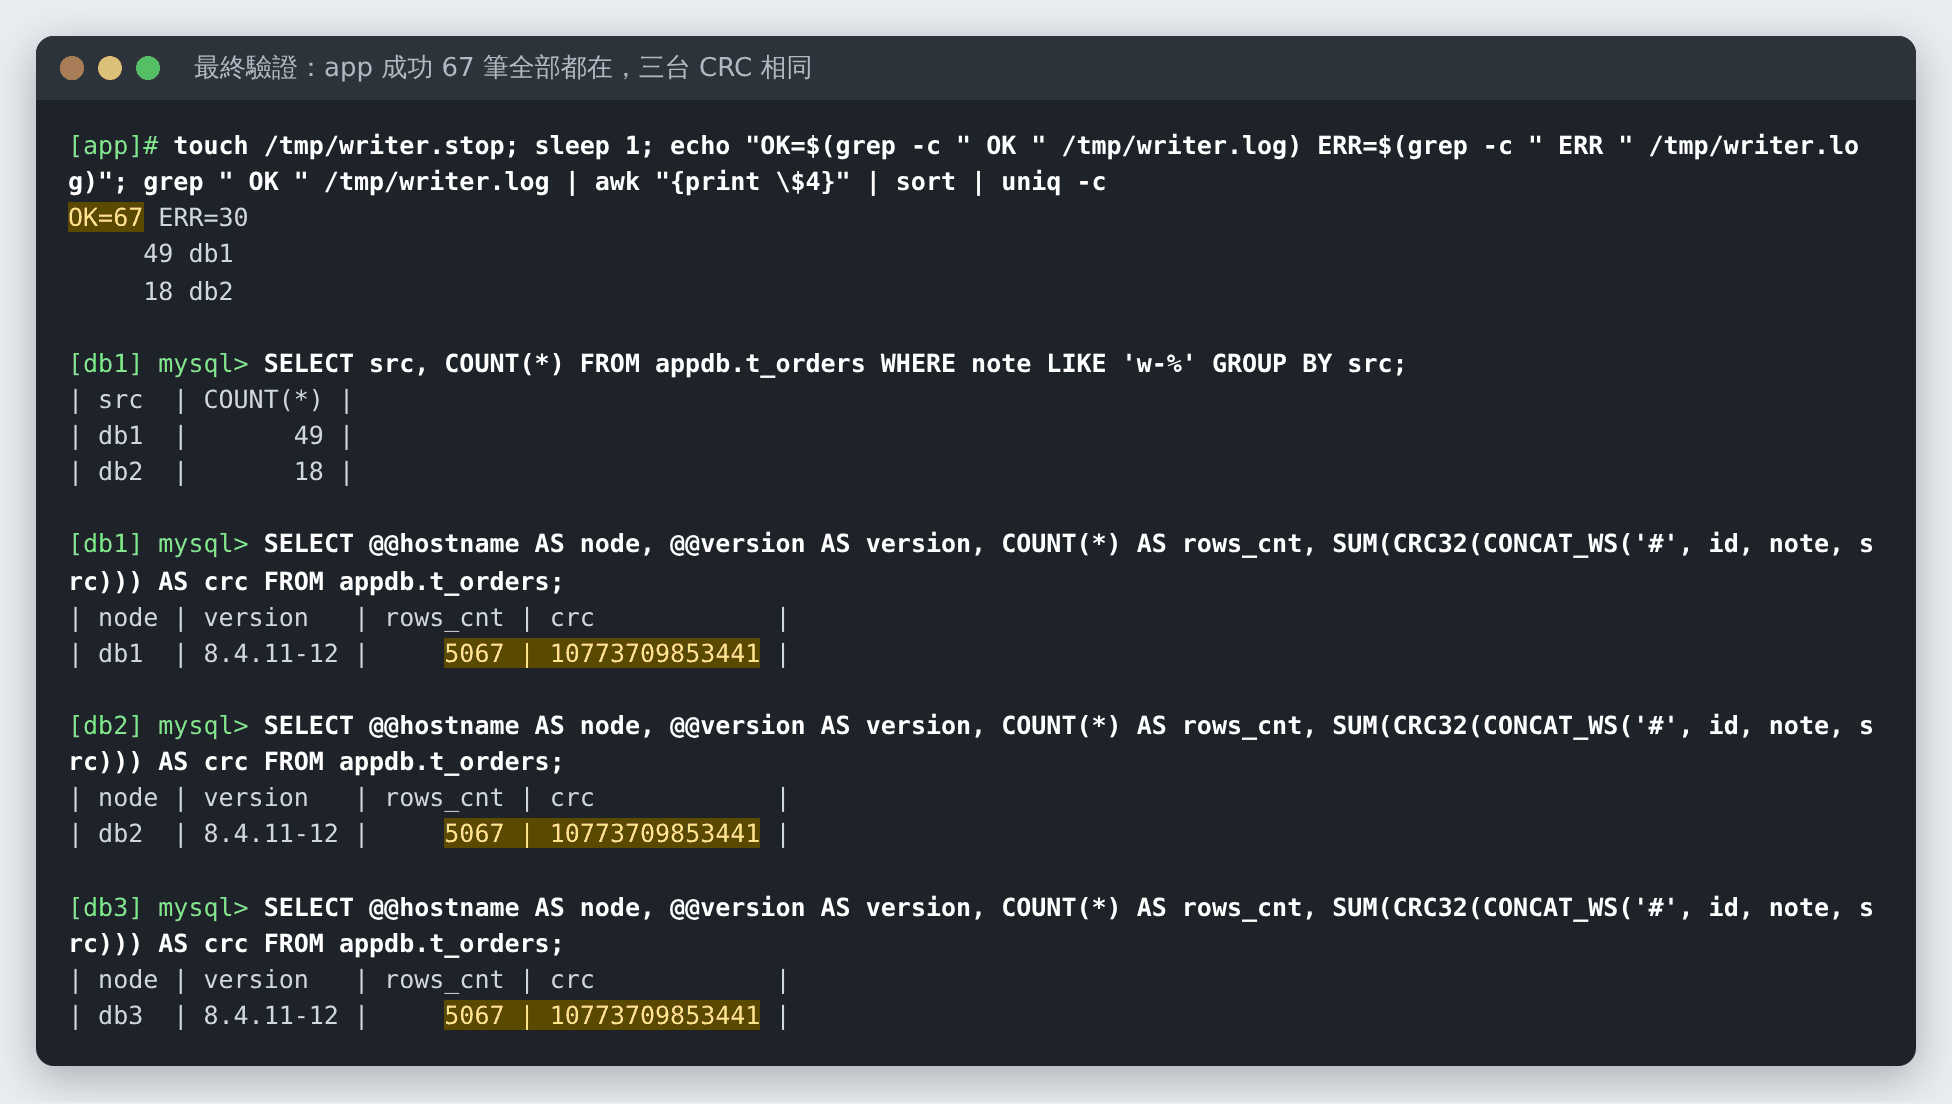 最終驗證：app 成功 67 筆全部都在，三台 CRC 相同
[app]# touch /tmp/writer.stop; sleep 1; echo "OK=$(grep -c " OK " /tmp/writer.log) ERR=$(grep -c " ERR " /tmp/writer.lo
g)"; grep " OK " /tmp/writer.log | awk "{print \$4}" | sort | uniq -c
OK=67 ERR=30
     49 db1
     18 db2
[db1] mysql> SELECT src, COUNT(*) FROM appdb.t_orders WHERE note LIKE 'w-%' GROUP BY src;
| src  | COUNT(*) |
| db1  |       49 |
| db2  |       18 |
[db1] mysql> SELECT @@hostname AS node, @@version AS version, COUNT(*) AS rows_cnt, SUM(CRC32(CONCAT_WS('#', id, note, s
rc))) AS crc FROM appdb.t_orders;
| node | version   | rows_cnt | crc            |
| db1  | 8.4.11-12 |     5067 | 10773709853441 |
[db2] mysql> SELECT @@hostname AS node, @@version AS version, COUNT(*) AS rows_cnt, SUM(CRC32(CONCAT_WS('#', id, note, s
rc))) AS crc FROM appdb.t_orders;
| node | version   | rows_cnt | crc            |
| db2  | 8.4.11-12 |     5067 | 10773709853441 |
[db3] mysql> SELECT @@hostname AS node, @@version AS version, COUNT(*) AS rows_cnt, SUM(CRC32(CONCAT_WS('#', id, note, s
rc))) AS crc FROM appdb.t_orders;
| node | version   | rows_cnt | crc            |
| db3  | 8.4.11-12 |     5067 | 10773709853441 |